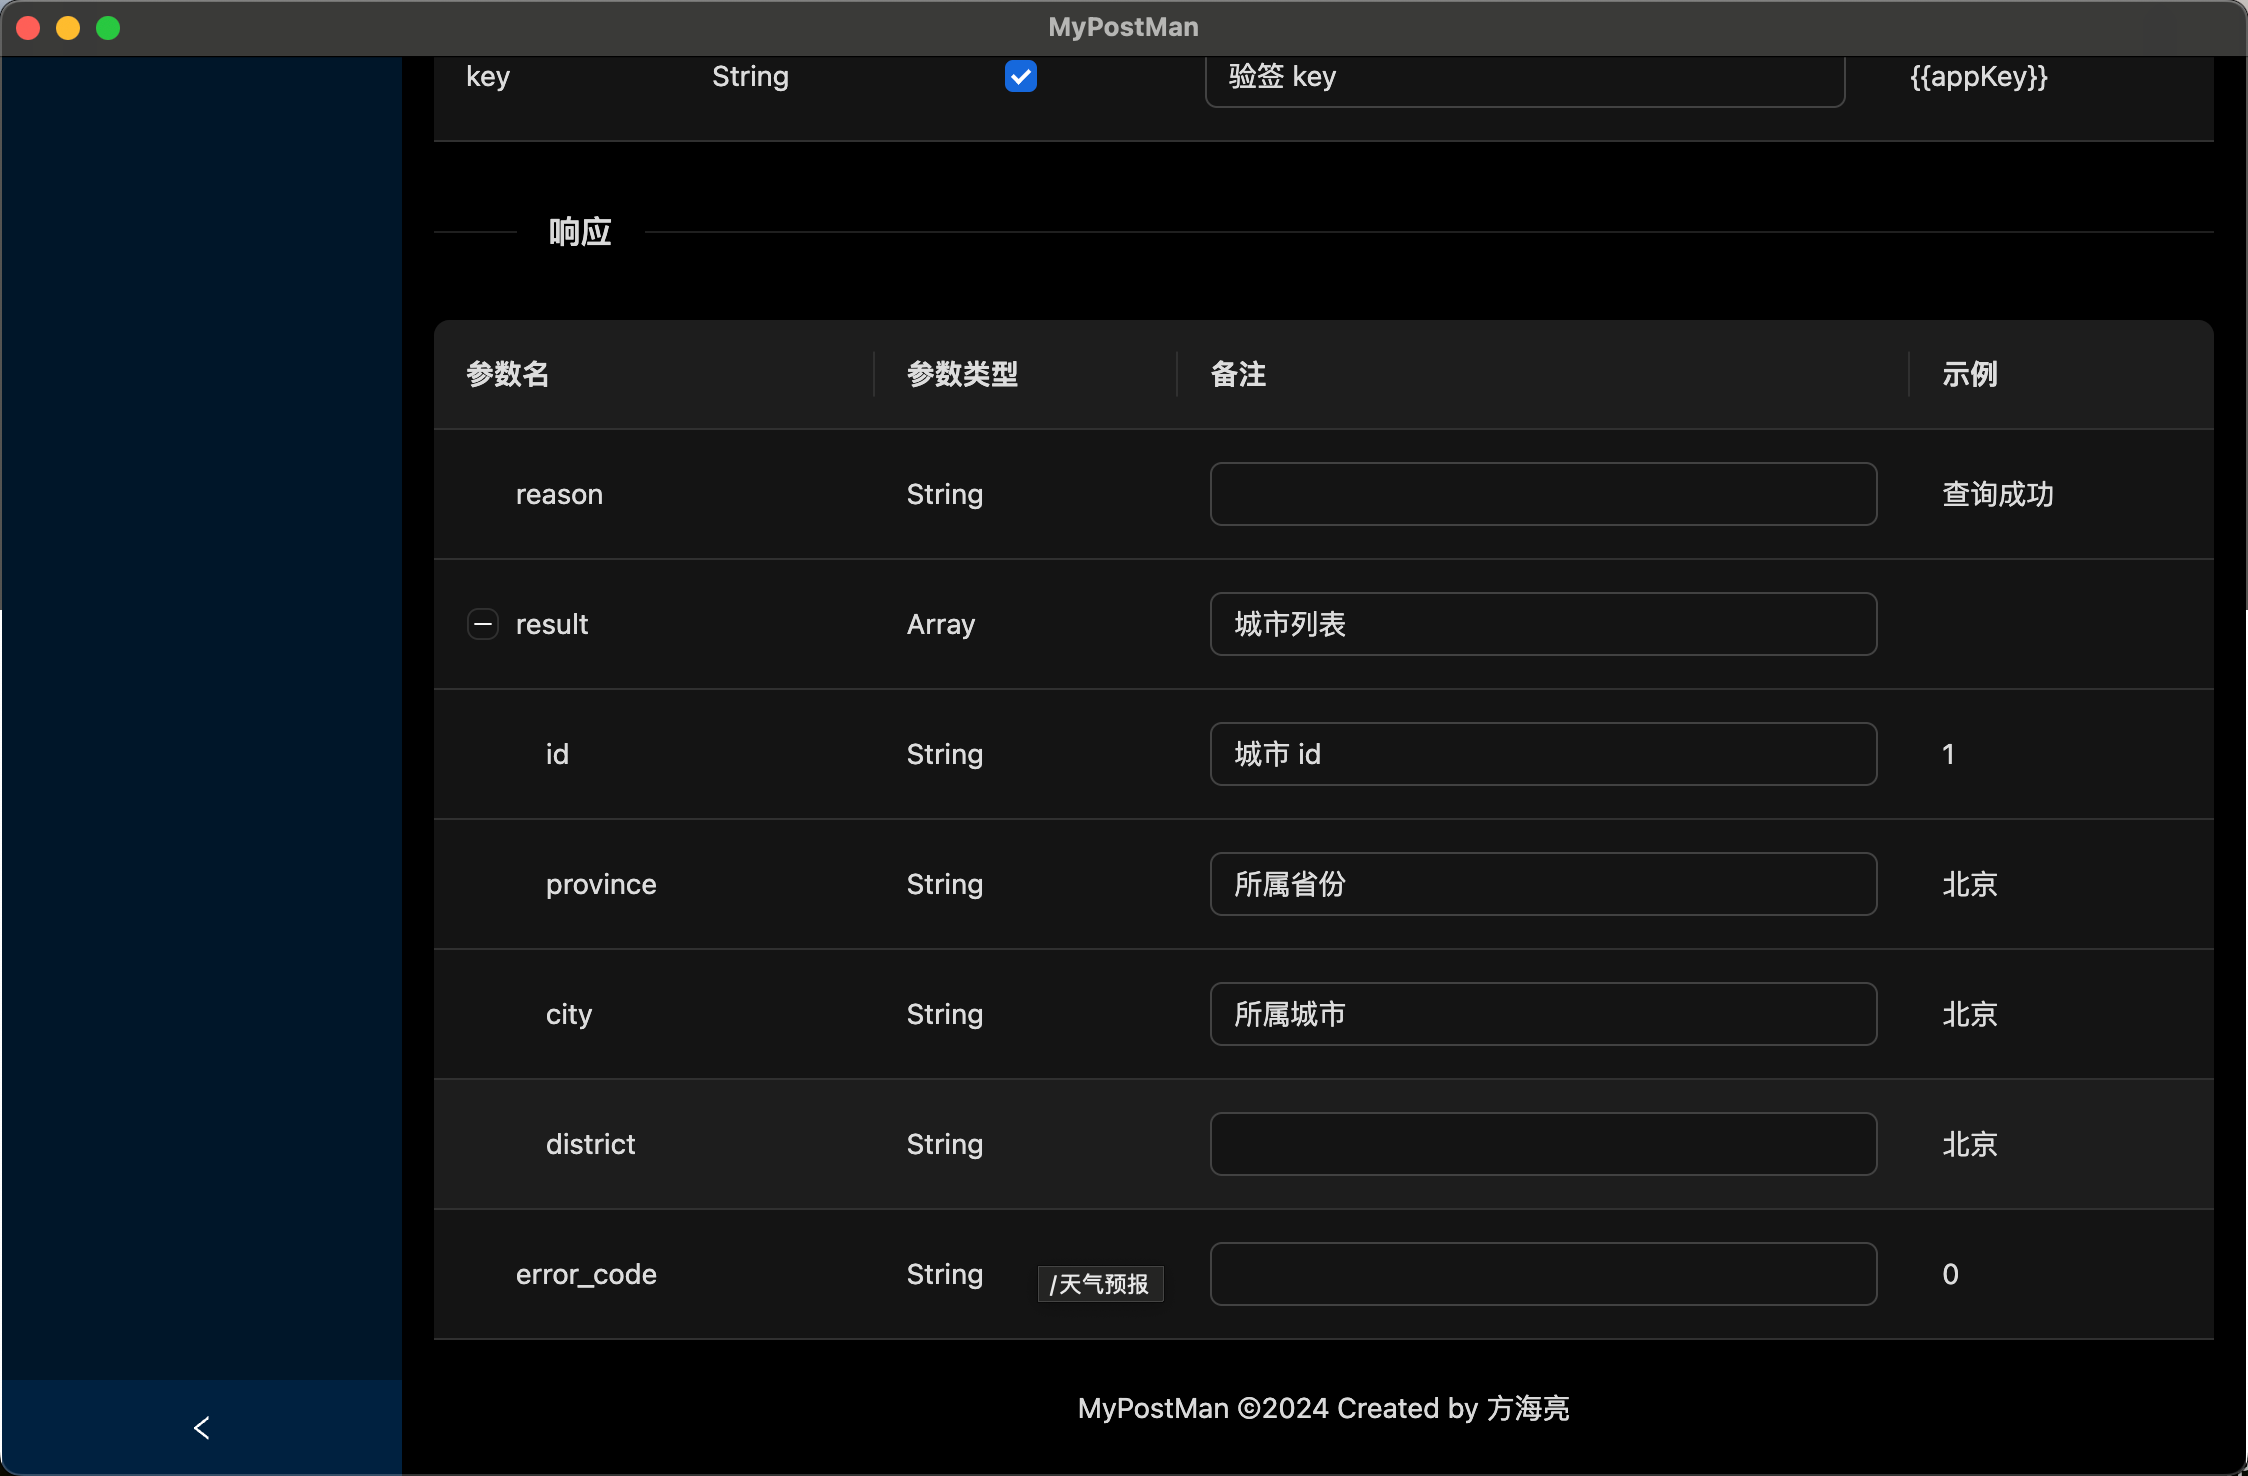 MyPostMan
key String 验签 key {{appKey}}
响应
参数名 参数类型 备注 示例
reason String 查询成功
result Array 城市列表
id String 城市 id 1
province String 所属省份 北京
city String 所属城市 北京
district String 北京
error_code String 0
/天气预报
MyPostMan ©2024 Created by 方海亮